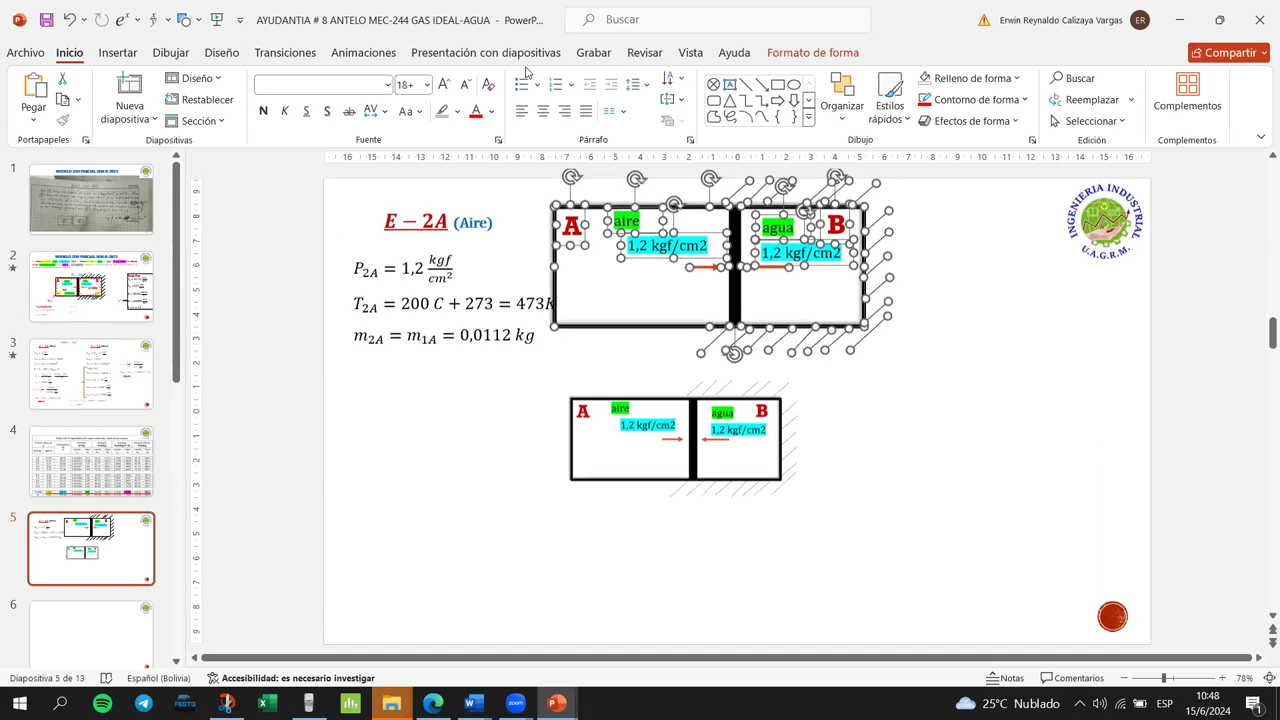 AYUDANTIA # 8 ANTELO MEC-244 GAS IDEAL-AGUA - PowerP...
Buscar
Erwin Reynaldo Calizaya Vargas
ER
Archivo
Inicio
Insertar
Dibujar
Diseño
Transiciones
Animaciones
Presentación con diapositivas
Grabar
Revisar
Vista
Ayuda
Formato de forma
Compartir
Pegar
Portapapeles
Nueva diapositiva
Diseño
Restablecer
Sección
Diapositivas
18+
N K S S ab AV Aa A
Fuente
Párrafo
Organizar
Estilos rápidos
Relleno de forma
Contorno de forma
Efectos de forma
Dibujo
Buscar
Reemplazar
Seleccionar
Edición
Complementos
Complementos
1
2
3
4
5
6
E − 2A (Aire)
P2A = 1,2 kgf/cm²
T2A = 200 C + 273 = 473K
m2A = m1A = 0,0112 kg
A aire
1,2 kgf/cm2
agua B
1,2 kgf/cm2
A aire
1,2 kgf/cm2
agua B
1,2 kgf/cm2
INGENIERIA INDUSTRIAL
U.A.G.R.M.
Diapositiva 5 de 13
Español (Bolivia)
Accesibilidad: es necesario investigar
Notas
Comentarios
78%
25°C Nublado
ESP
10:48
15/6/2024